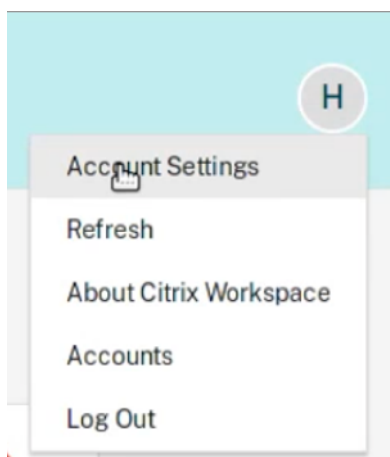 H
Account Settings
Refresh
About Citrix Workspace
Accounts
Log Out